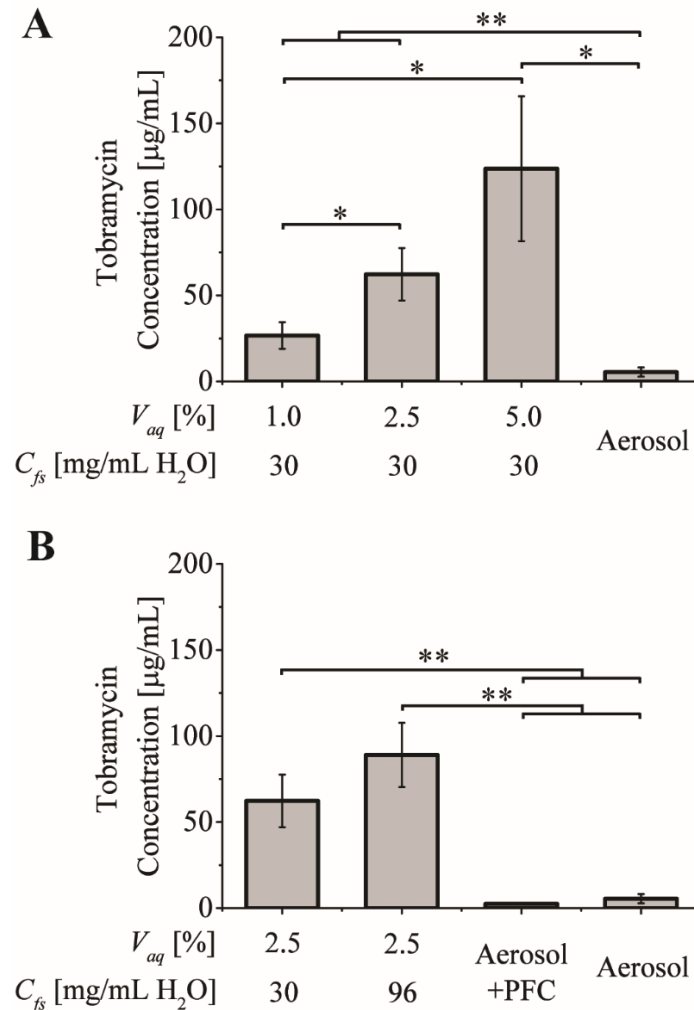 A
200
150
100
50
0
Tobramycin
Concentration [µg/mL]
**
*
*
*
V_aq [%] 1.0 2.5 5.0 Aerosol
C_fs [mg/mL H₂O] 30 30 30
B
200
150
100
50
0
Tobramycin
Concentration [µg/mL]
**
**
V_aq [%] 2.5 2.5 Aerosol +PFC Aerosol
C_fs [mg/mL H₂O] 30 96